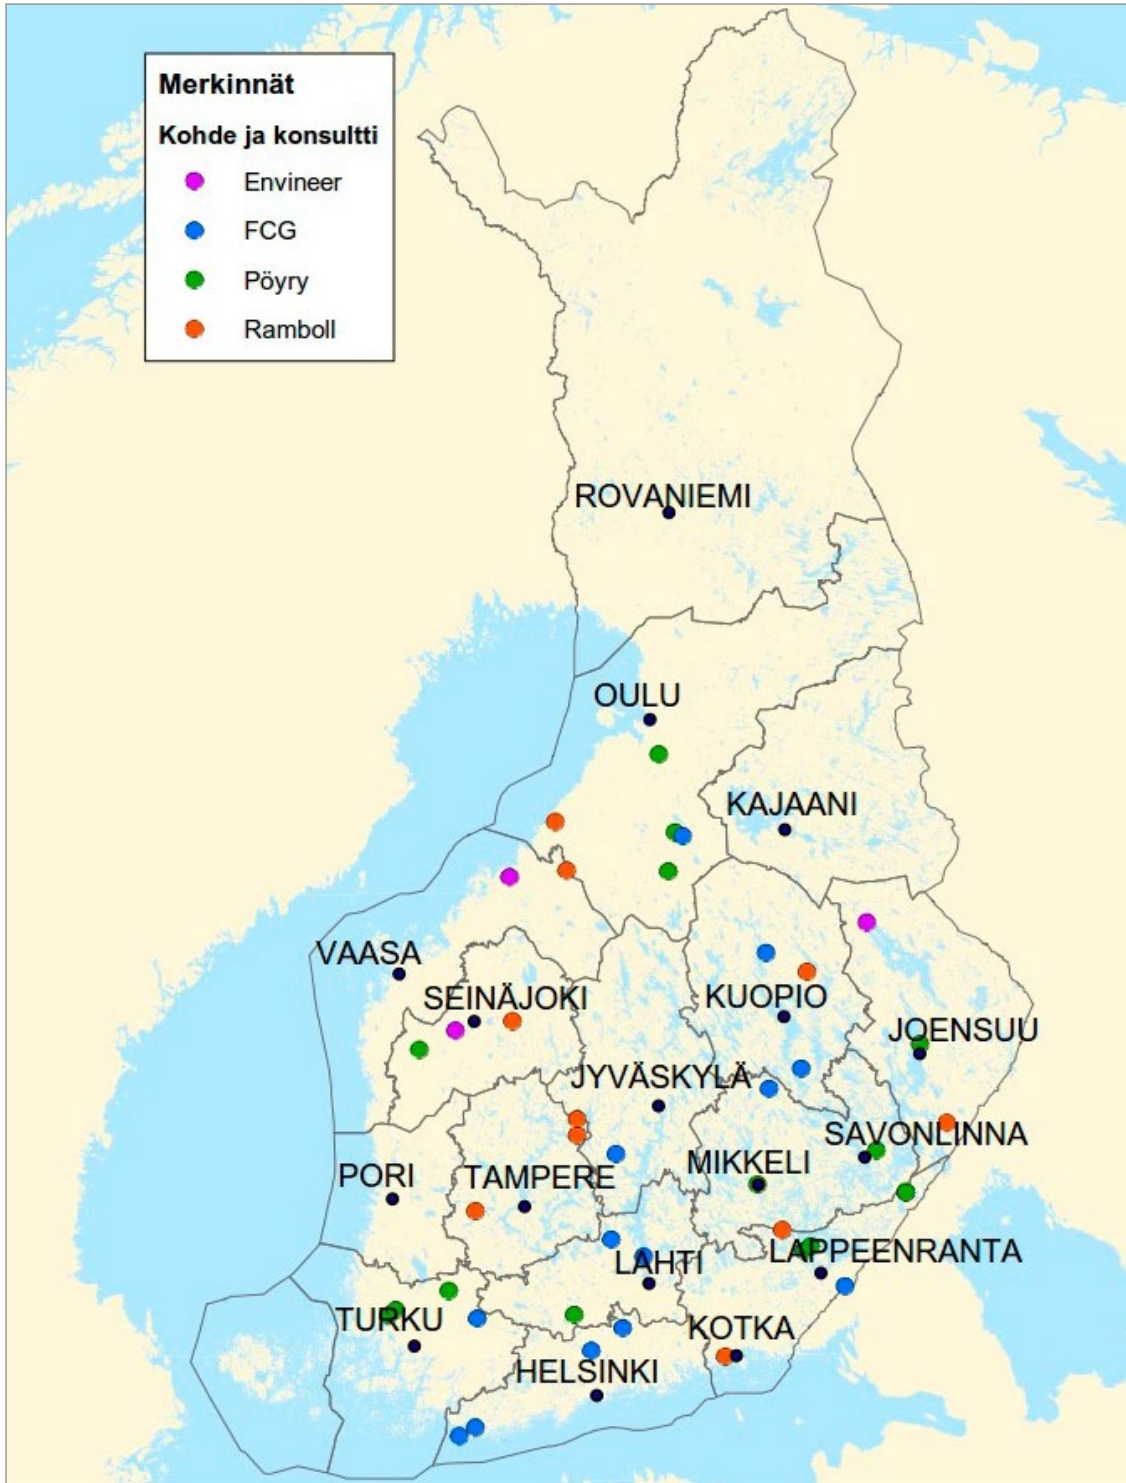 Merkinnät
Kohde ja konsultti
Envineer
FCG
Pöyry
Ramboll
ROVANIEMI
OULU
KAJAANI
VAASA
SEINÄJOKI
KUOPIO
JOENSUU
JYVÄSKYLÄ
SAVONLINNA
MIKKELI
PORI
TAMPERE
LAHTI
LAPPEENRANTA
TURKU
KOTKA
HELSINKI